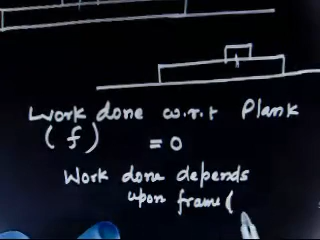 Work done w.r.t Plank
(f) = 0
Work done depends
upon frame (